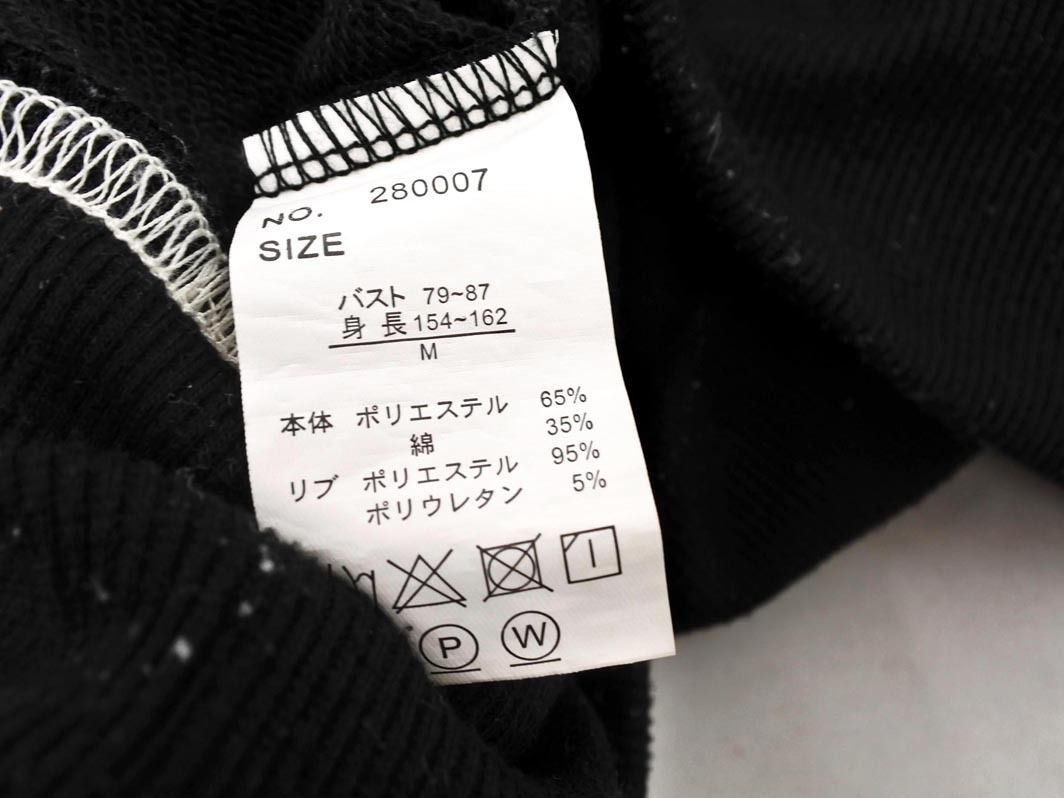 NO. 280007
SIZE
バスト 79~87
身 長 154~162
M
本体 ポリエステル 65%
綿 35%
リブ ポリエステル 95%
ポリウレタン 5%
P W